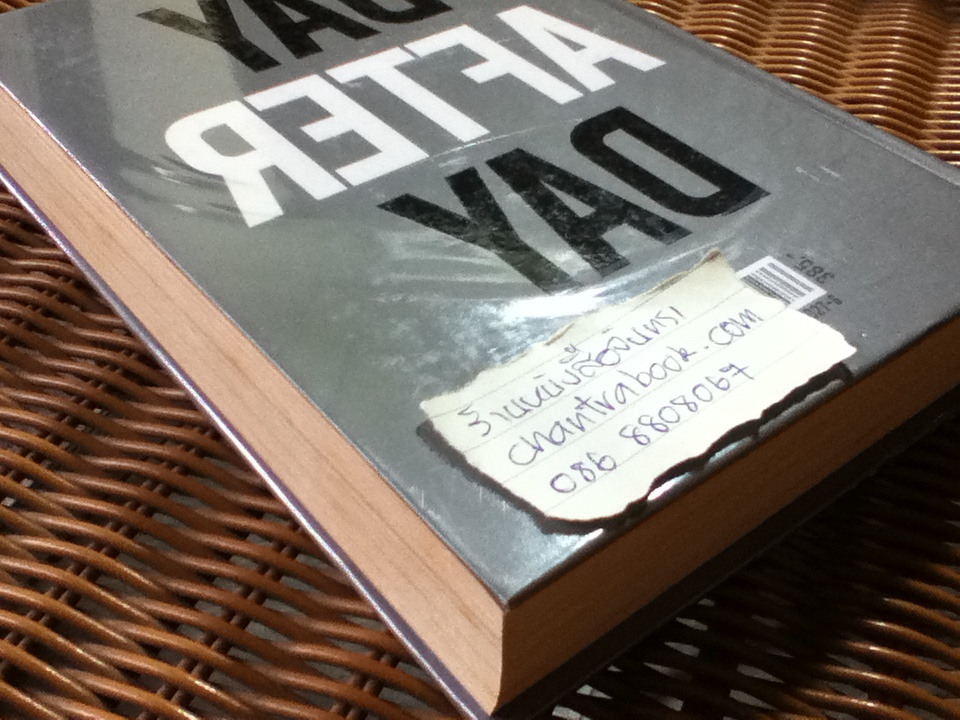 DAY
AFTER
DAY
385.-
ร้านหนังสือจันทรา
chantrabook.com
086 8808067